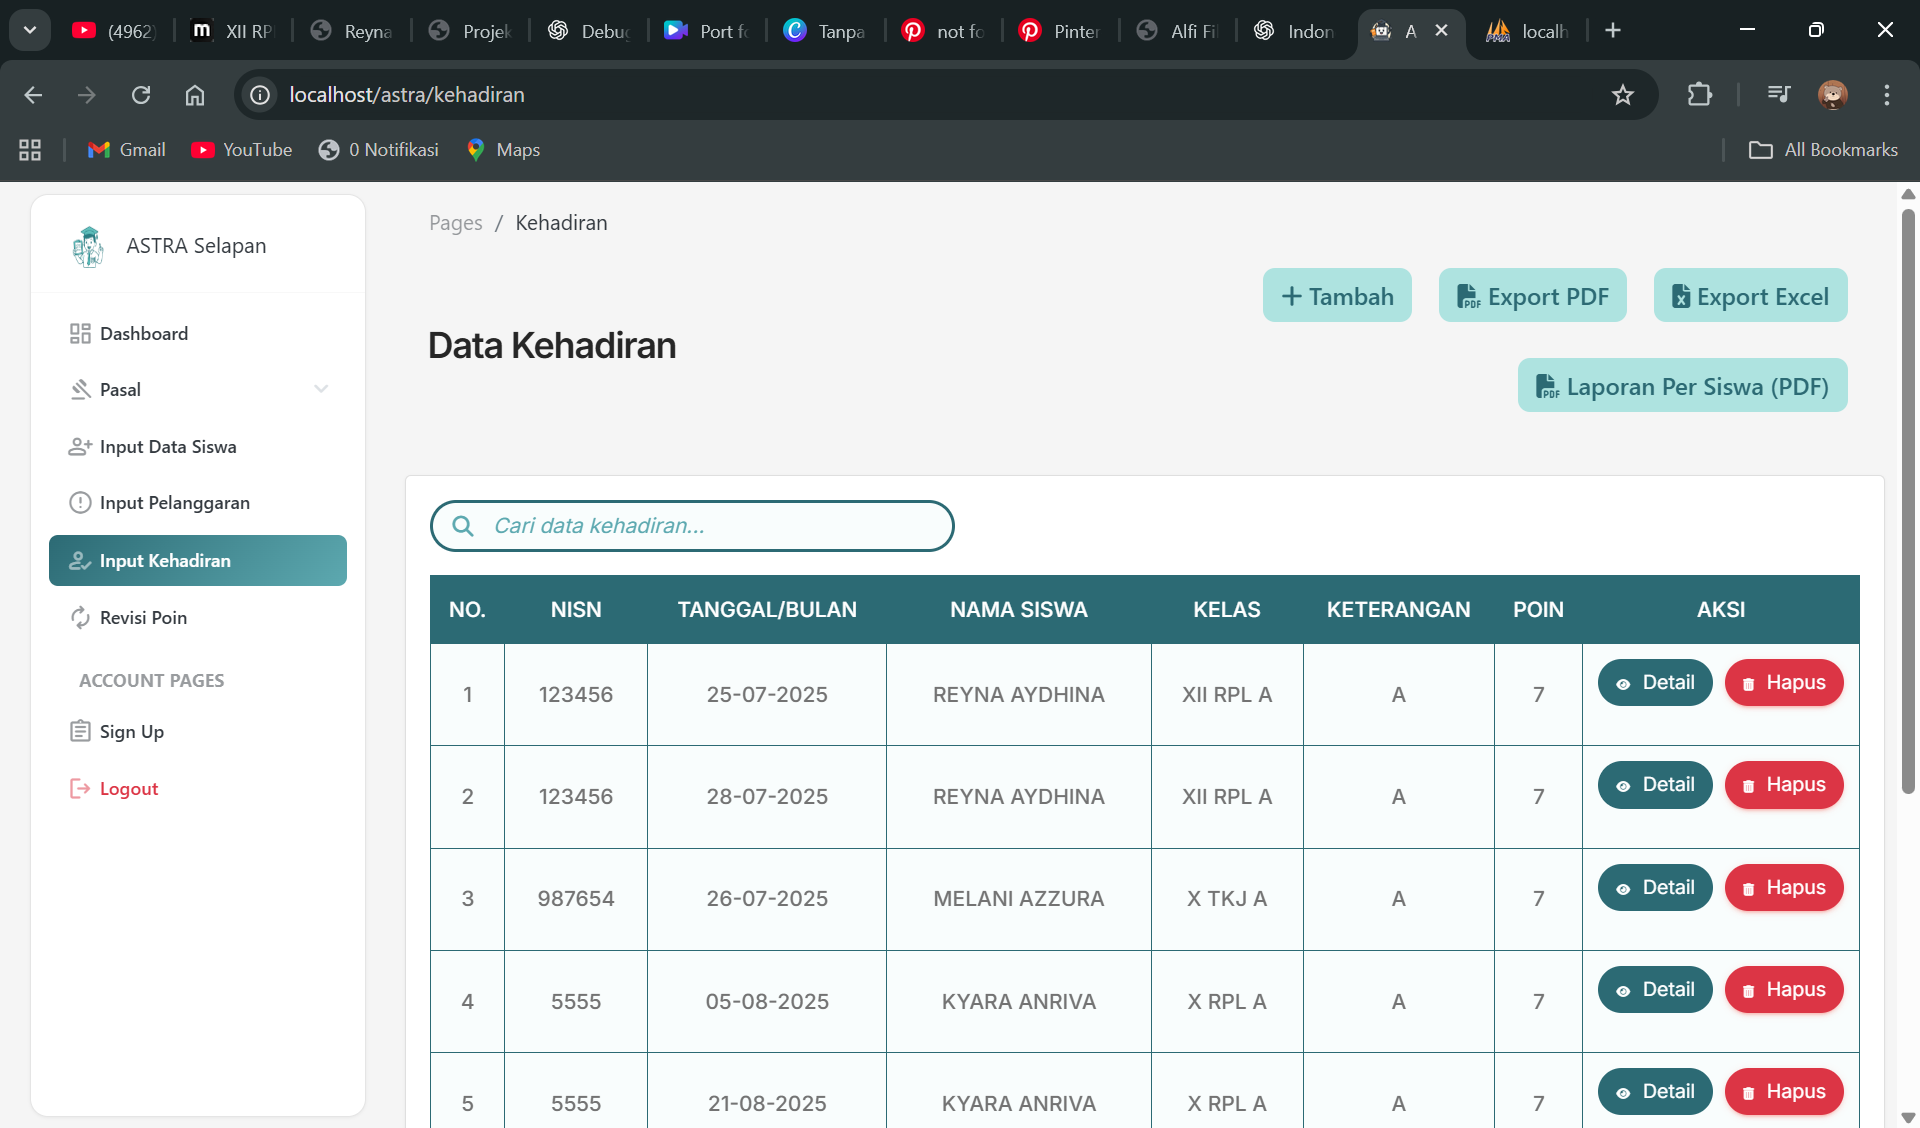 (4962)
XII RP
Reyna
Projek
Debug
Port fo
Tanpa
not fo
Pinter
Alfi Fil
Indon
A
localh
localhost/astra/kehadiran
Gmail
YouTube
0 Notifikasi
Maps
All Bookmarks
ASTRA Selapan
Dashboard
Pasal
Input Data Siswa
Input Pelanggaran
Input Kehadiran
Revisi Poin
ACCOUNT PAGES
Sign Up
Logout
Pages / Kehadiran
Tambah
Export PDF
Export Excel
Data Kehadiran
Laporan Per Siswa (PDF)
Cari data kehadiran...
NO. NISN TANGGAL/BULAN NAMA SISWA KELAS KETERANGAN POIN AKSI
1 123456 25-07-2025 REYNA AYDHINA XII RPL A A 7 Detail Hapus
2 123456 28-07-2025 REYNA AYDHINA XII RPL A A 7 Detail Hapus
3 987654 26-07-2025 MELANI AZZURA X TKJ A A 7 Detail Hapus
4 5555 05-08-2025 KYARA ANRIVA X RPL A A 7 Detail Hapus
5 5555 21-08-2025 KYARA ANRIVA X RPL A A 7 Detail Hapus